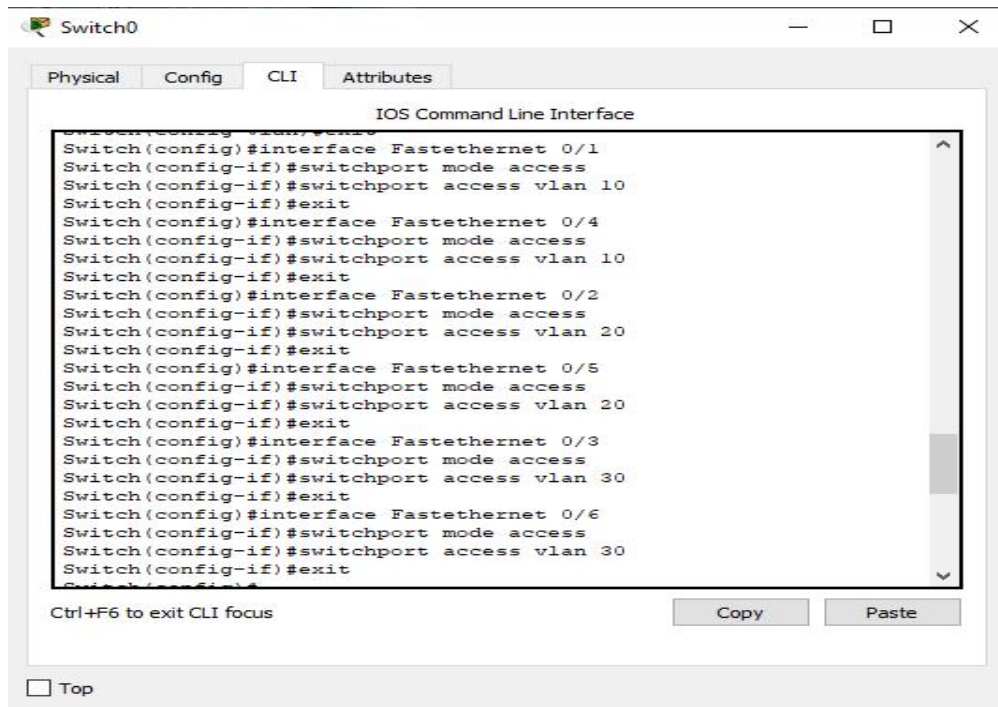 Switch0
Physical Config CLI Attributes
IOS Command Line Interface
Switch(config)#interface Fastethernet 0/1
Switch(config-if)#switchport mode access
Switch(config-if)#switchport access vlan 10
Switch(config-if)#exit
Switch(config)#interface Fastethernet 0/4
Switch(config-if)#switchport mode access
Switch(config-if)#switchport access vlan 10
Switch(config-if)#exit
Switch(config)#interface Fastethernet 0/2
Switch(config-if)#switchport mode access
Switch(config-if)#switchport access vlan 20
Switch(config-if)#exit
Switch(config)#interface Fastethernet 0/5
Switch(config-if)#switchport mode access
Switch(config-if)#switchport access vlan 20
Switch(config-if)#exit
Switch(config)#interface Fastethernet 0/3
Switch(config-if)#switchport mode access
Switch(config-if)#switchport access vlan 30
Switch(config-if)#exit
Switch(config)#interface Fastethernet 0/6
Switch(config-if)#switchport mode access
Switch(config-if)#switchport access vlan 30
Switch(config-if)#exit
Ctrl+F6 to exit CLI focus Copy Paste
Top